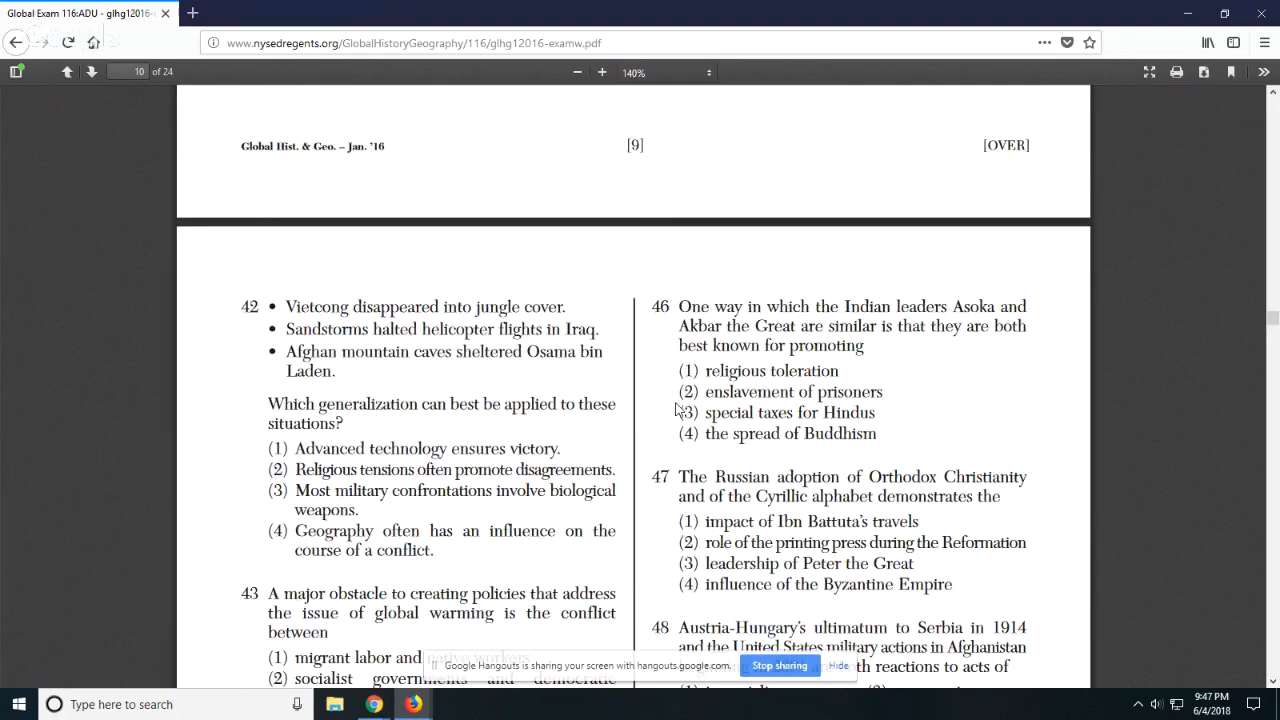 Global Exam 116:ADU - glhg12016-
www.nysedregents.org/GlobalHistoryGeography/116/glhg12016-examw.pdf
10 of 24
140%
Global Hist. & Geo. – Jan. ’16
[9]
[OVER]
42 • Vietcong disappeared into jungle cover.
• Sandstorms halted helicopter flights in Iraq.
• Afghan mountain caves sheltered Osama bin
Laden.
Which generalization can best be applied to these
situations?
(1) Advanced technology ensures victory.
(2) Religious tensions often promote disagreements.
(3) Most military confrontations involve biological
weapons.
(4) Geography often has an influence on the
course of a conflict.
43 A major obstacle to creating policies that address
the issue of global warming is the conflict
between
(1) migrant labor and native workers
(2) socialist governments and democratic
46 One way in which the Indian leaders Asoka and
Akbar the Great are similar is that they are both
best known for promoting
(1) religious toleration
(2) enslavement of prisoners
(3) special taxes for Hindus
(4) the spread of Buddhism
47 The Russian adoption of Orthodox Christianity
and of the Cyrillic alphabet demonstrates the
(1) impact of Ibn Battuta’s travels
(2) role of the printing press during the Reformation
(3) leadership of Peter the Great
(4) influence of the Byzantine Empire
48 Austria-Hungary’s ultimatum to Serbia in 1914
and the United States military actions in Afghanistan
th reactions to acts of
Google Hangouts is sharing your screen with hangouts.google.com.
Stop sharing
Hide
Type here to search
9:47 PM
6/4/2018